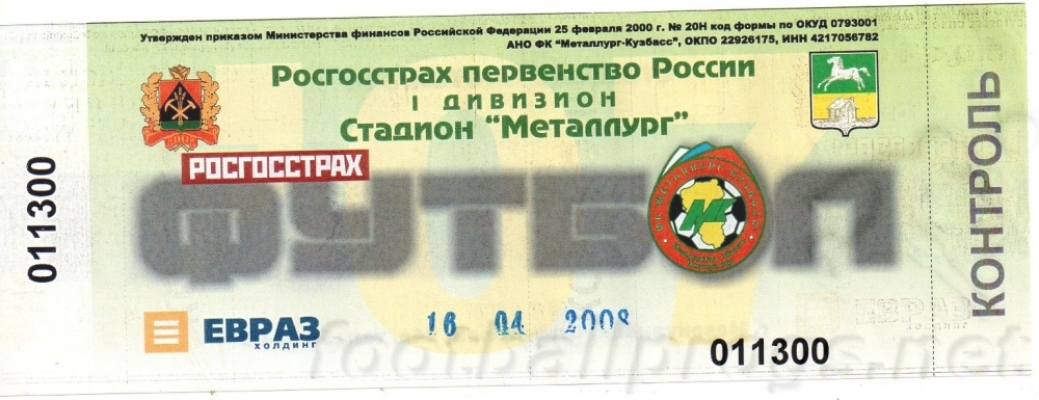 Утвержден приказом Министерства финансов Российской Федерации 25 февраля 2000 г. № 20Н код формы по ОКУД 0793001
АНО ФК "Металлург-Кузбасс", ОКПО 22926175, ИНН 4217056782
Росгосстрах первенство России
I ДИВИЗИОН
Стадион "Металлург"
РОСГОССТРАХ
ФУТБОЛ
011300
КОНТРОЛЬ
ЕВРАЗ
ХОЛДИНГ
16 04 2008
011300
footballprogs.net